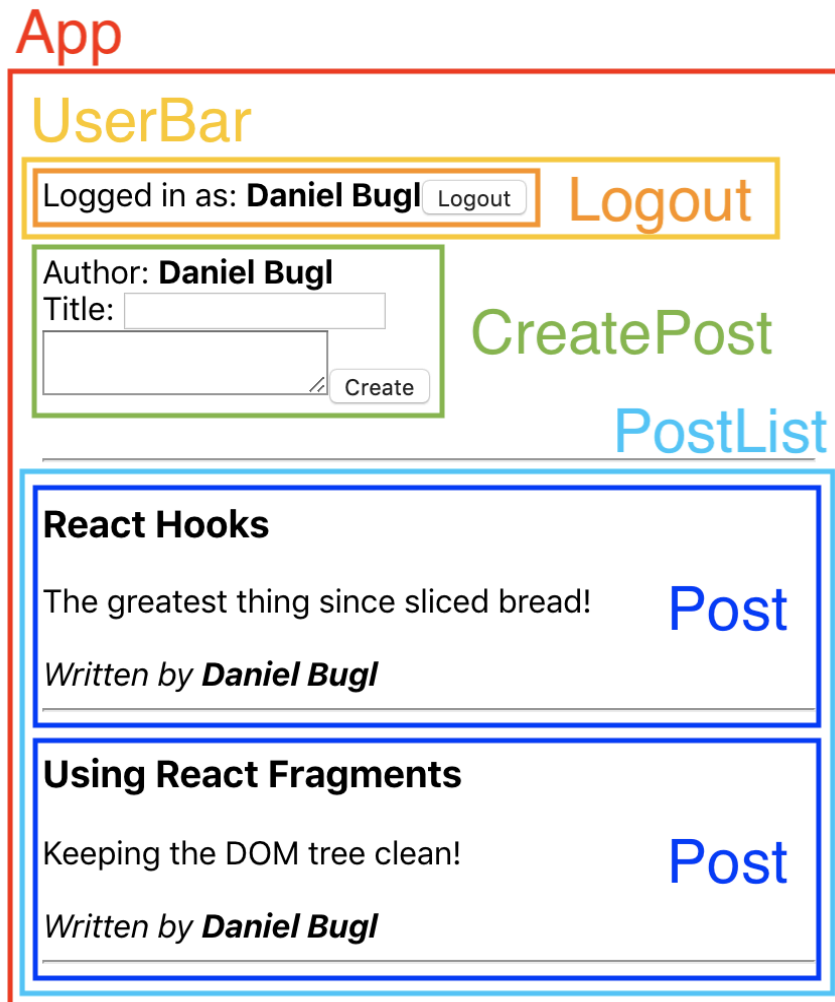 App
UserBar
Logged in as: Daniel Bugl Logout Logout
Author: Daniel Bugl
Title:
CreatePost
Create
PostList
React Hooks
The greatest thing since sliced bread!
Post
Written by Daniel Bugl
Using React Fragments
Keeping the DOM tree clean!
Post
Written by Daniel Bugl